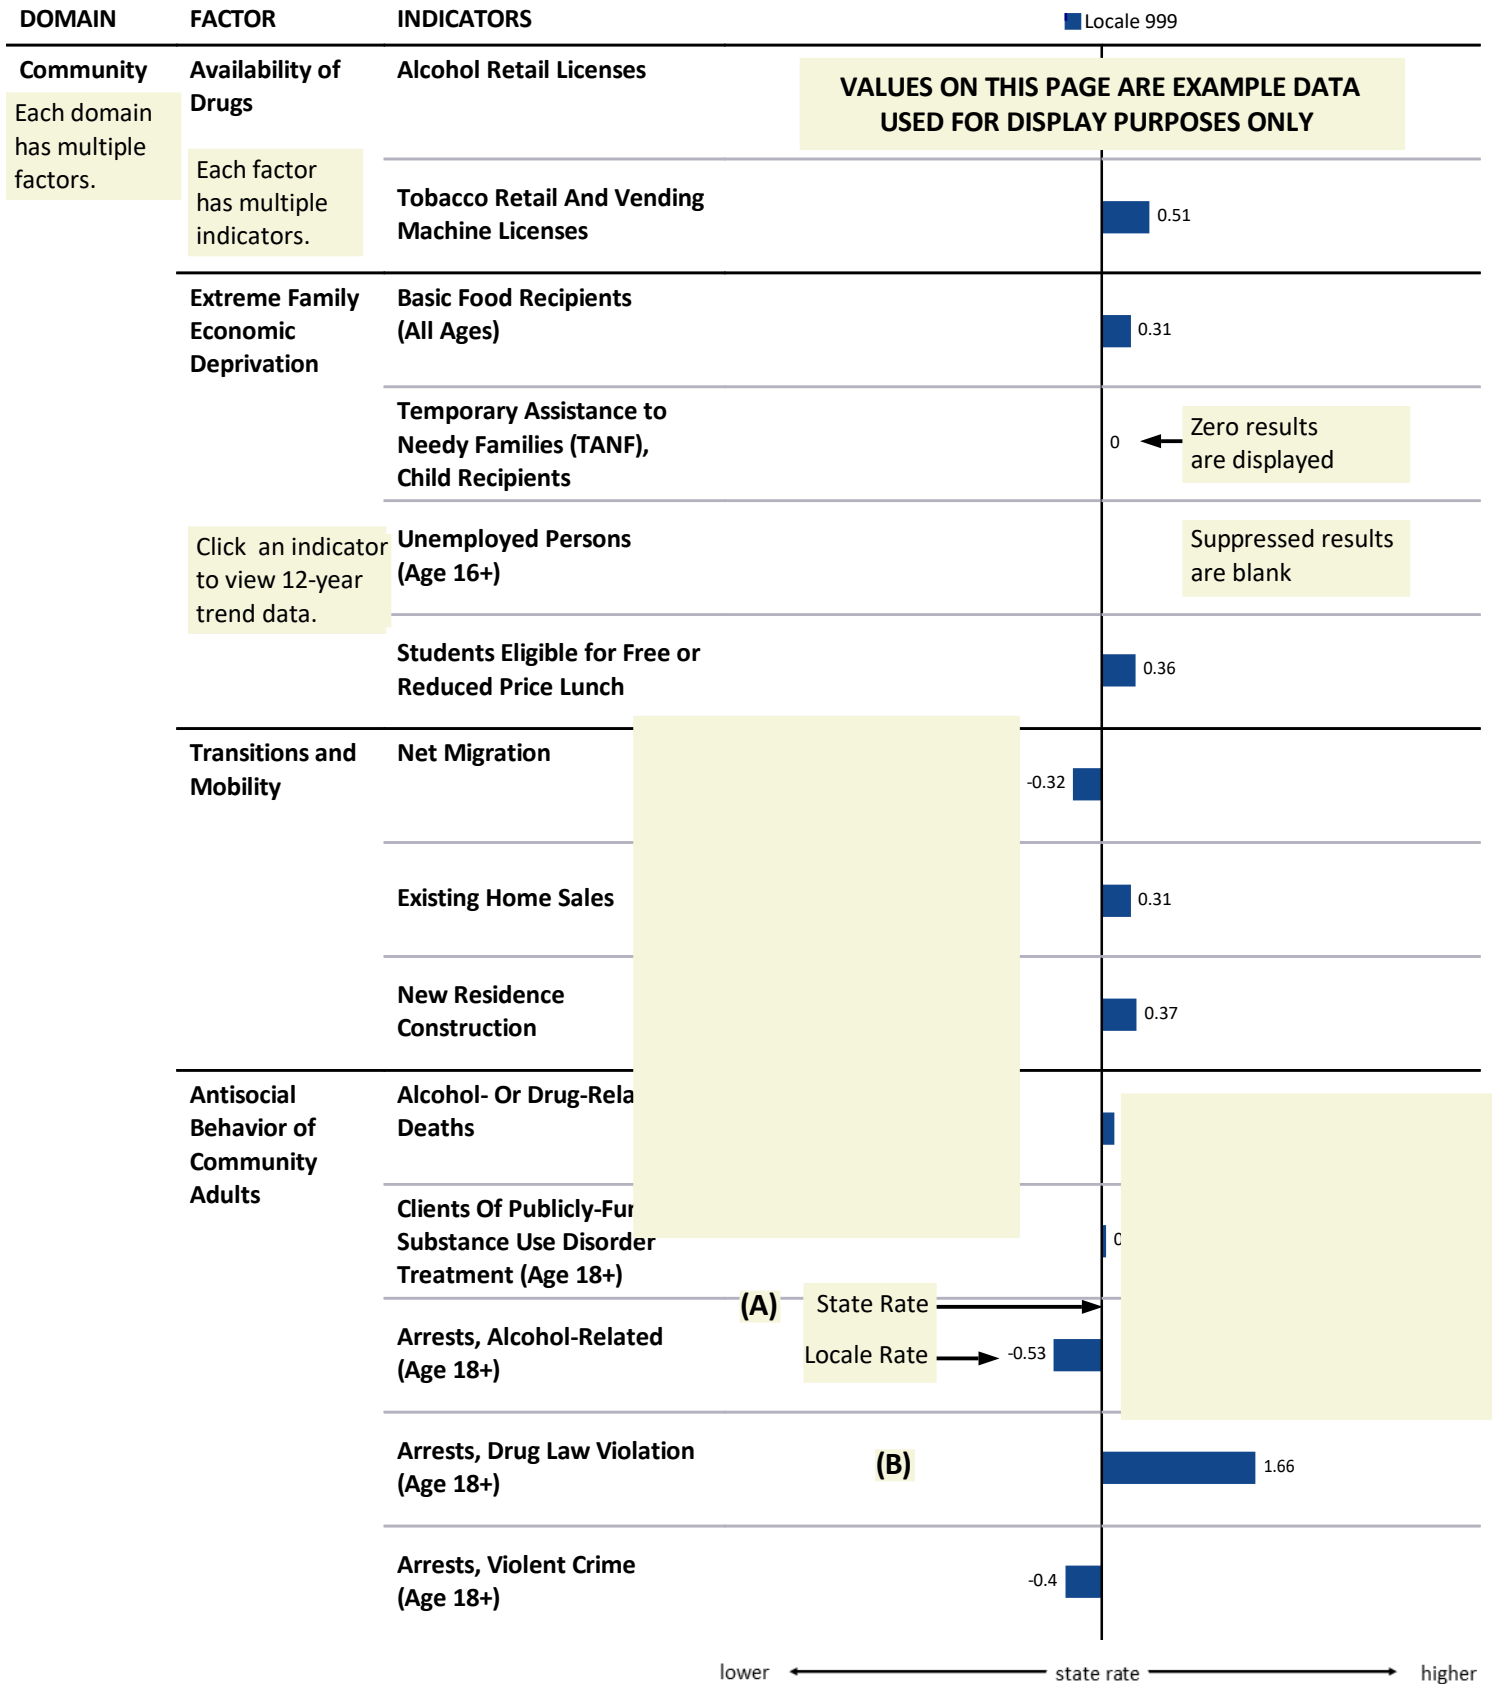 DOMAIN FACTOR INDICATORS
Locale 999
Community
Each domain
has multiple
factors.
Availability of
Drugs
Each factor
has multiple
indicators.
Alcohol Retail Licenses
VALUES ON THIS PAGE ARE EXAMPLE DATA
USED FOR DISPLAY PURPOSES ONLY
Tobacco Retail And Vending
Machine Licenses
0.51
Extreme Family
Economic
Deprivation
Basic Food Recipients
(All Ages)
0.31
Temporary Assistance to
Needy Families (TANF),
Child Recipients
0
Zero results
are displayed
Click an indicator
to view 12-year
trend data.
Unemployed Persons
(Age 16+)
Suppressed results
are blank
Students Eligible for Free or
Reduced Price Lunch
0.36
Transitions and
Mobility
Net Migration
-0.32
Existing Home Sales
0.31
New Residence
Construction
0.37
Antisocial
Behavior of
Community
Adults
Alcohol- Or
Deaths
Clients Of
Substance Use Disorder
Treatment (Age 18+)
(A) State Rate
Arrests, Alcohol-Related
(Age 18+)
Locale Rate
-0.53
Arrests, Drug Law Violation
(Age 18+)
(B)
1.66
Arrests, Violent Crime
(Age 18+)
-0.4
lower state rate higher